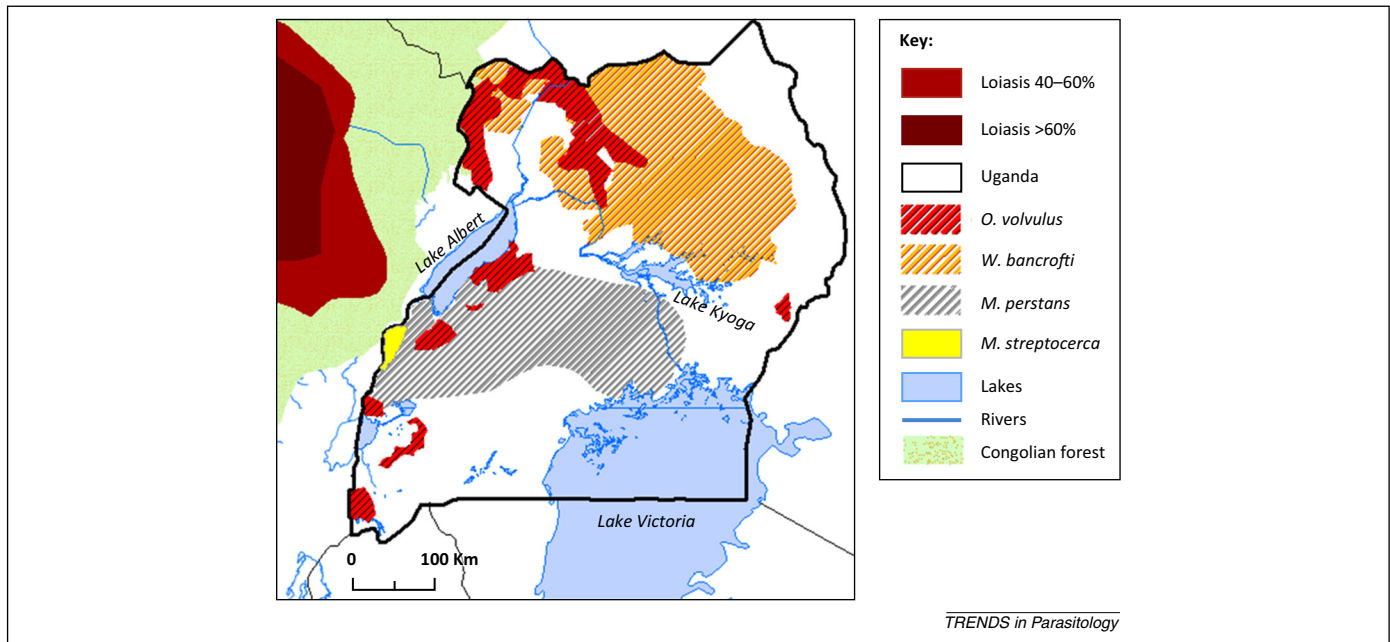 Key:
Loiasis 40–60%
Loiasis >60%
Uganda
O. volvulus
W. bancrofti
M. perstans
M. streptocerca
Lakes
Rivers
Congolian forest
Lake Albert
Lake Kyoga
Lake Victoria
0 100 Km
TRENDS in Parasitology